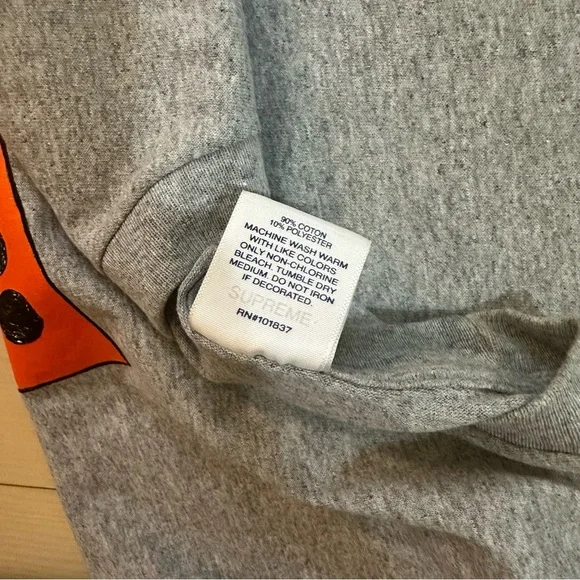 90% COTON
10% POLYESTER
MACHINE WASH WARM
WITH LIKE COLORS
ONLY NON-CHLORINE
BLEACH. TUMBLE DRY
MEDIUM. DO NOT IRON
IF DECORATED
SUPREME
RN#101837